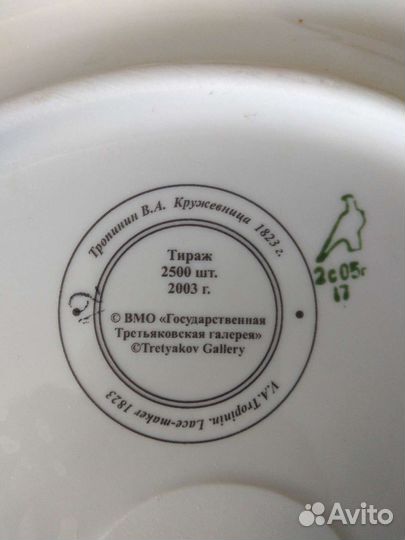 Тропинин В.А. Кружевница 1823 г.
Тираж
2500 шт.
2003 г.
© ВМО «Государственная
Третьяковская галерея»
©Tretyakov Gallery
V.A.Tropinin. Lace-maker 1823
2с05г
17
Avito